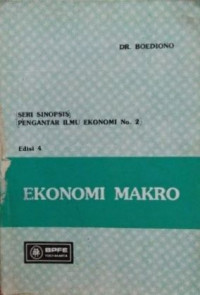 DR. BOEDIONO
SERI SINOPSIS
PENGANTAR ILMU EKONOMI No. 2
Edisi 4
EKONOMI MAKRO
BPFE
YOGYAKARTA